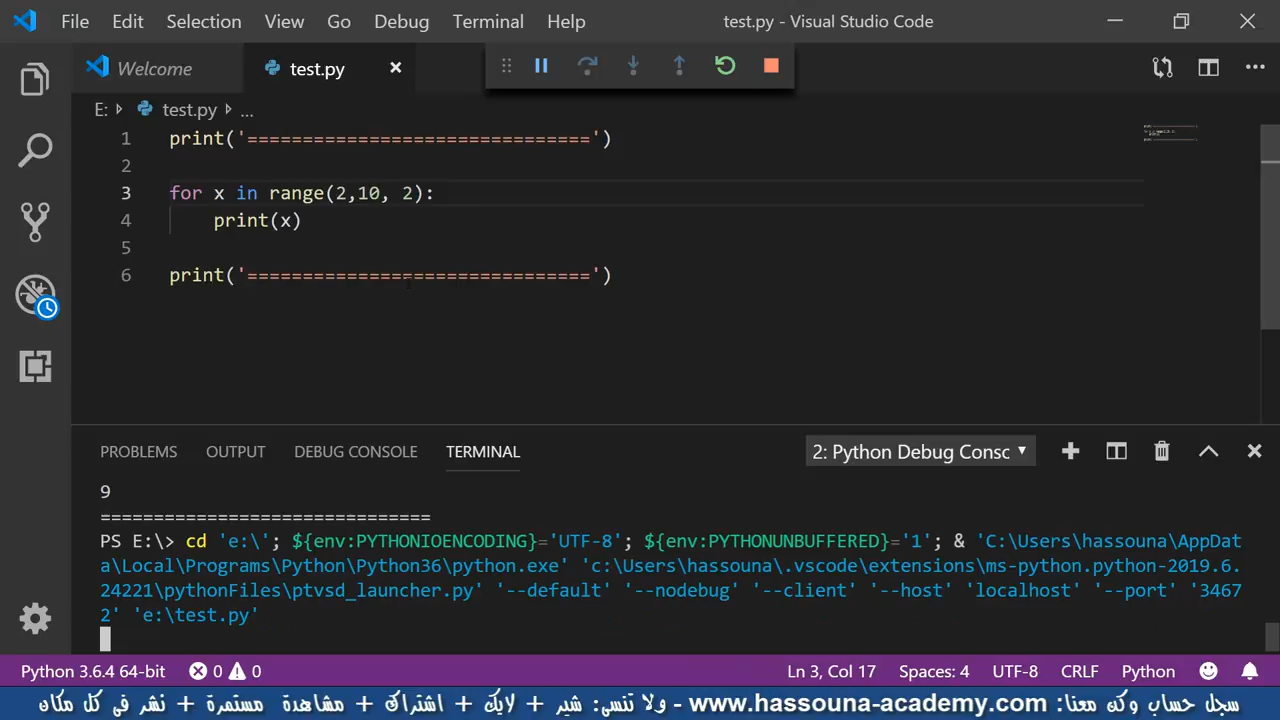 File Edit Selection View Go Debug Terminal Help test.py - Visual Studio Code
Welcome test.py
E: test.py ...
1 print('===============================')
2
3 for x in range(2,10, 2):
4 print(x)
5
6 print('===============================')
PROBLEMS OUTPUT DEBUG CONSOLE TERMINAL 2: Python Debug Consc
9
===============================
PS E:\> cd 'e:\'; ${env:PYTHONIOENCODING}='UTF-8'; ${env:PYTHONUNBUFFERED}='1'; & 'C:\Users\hassouna\AppDat
a\Local\Programs\Python\Python36\python.exe' 'c:\Users\hassouna\.vscode\extensions\ms-python.python-2019.6.
24221\pythonFiles\ptvsd_launcher.py' '--default' '--nodebug' '--client' '--host' 'localhost' '--port' '3467
2' 'e:\test.py'
Python 3.6.4 64-bit 0 0 Ln 3, Col 17 Spaces: 4 UTF-8 CRLF Python
سجل حساب وكن معنا: www.hassouna-academy.com - ولا تنسى: شير + لايك + اشتراك + مشاهدة مستمرة + نشر في كل مكان